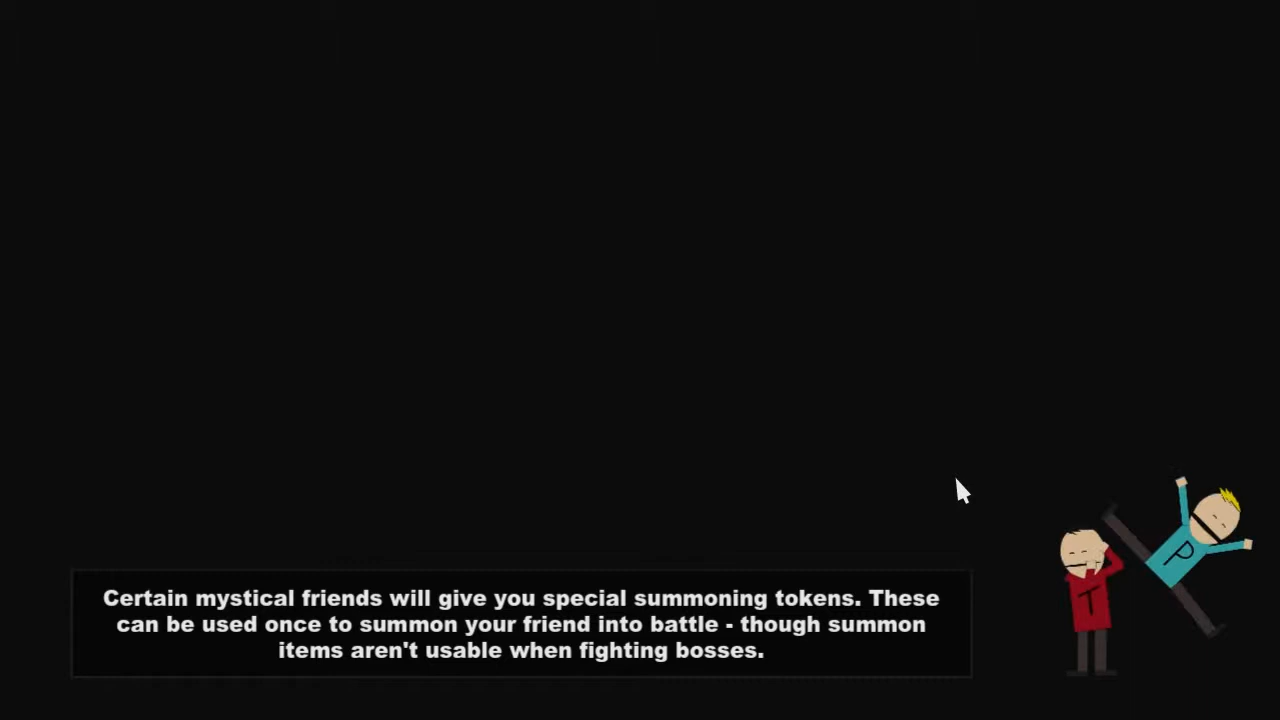 Certain mystical friends will give you special summoning tokens. These
can be used once to summon your friend into battle - though summon
items aren't usable when fighting bosses.
T
P